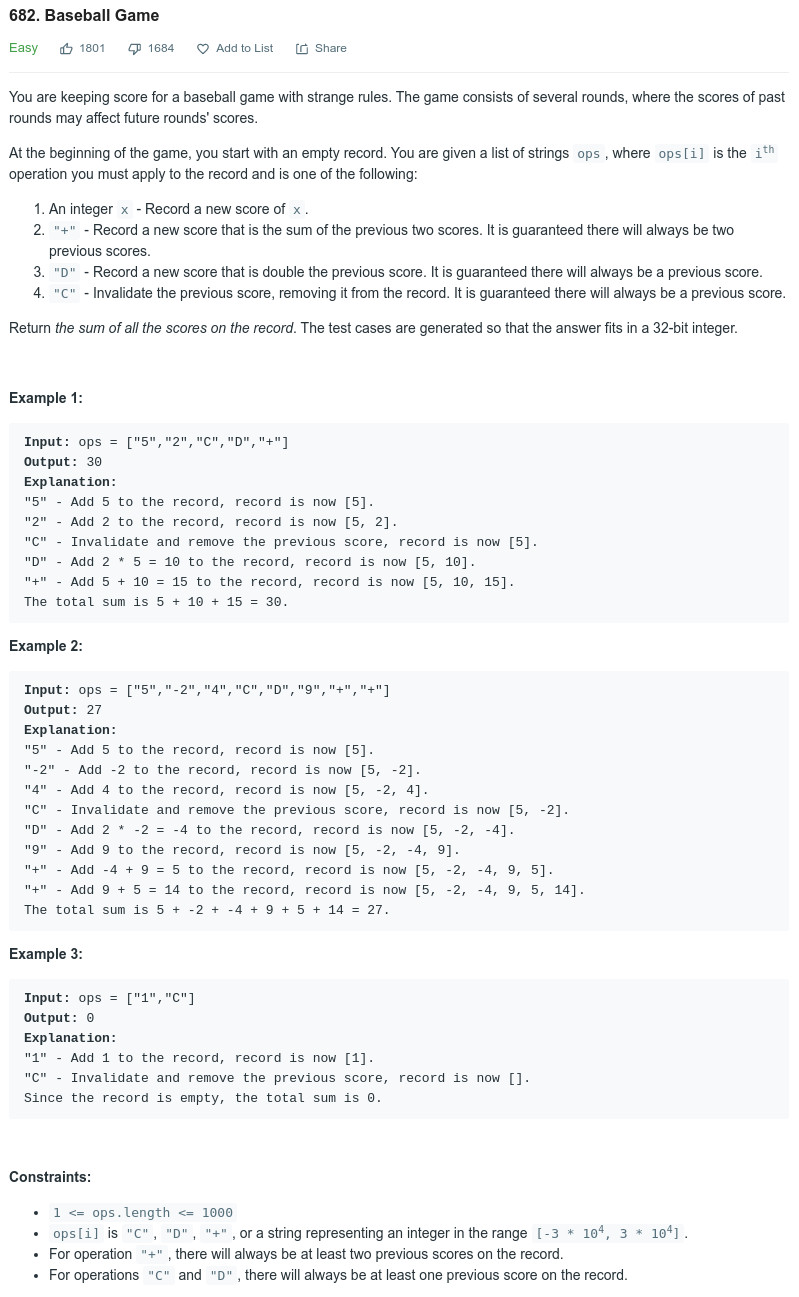 682. Baseball Game
Easy 1801 1684 Add to List Share
You are keeping score for a baseball game with strange rules. The game consists of several rounds, where the scores of past
rounds may affect future rounds' scores.
At the beginning of the game, you start with an empty record. You are given a list of strings ops, where ops[i] is the iᵗʰ
operation you must apply to the record and is one of the following:
1. An integer x - Record a new score of x.
2. "+" - Record a new score that is the sum of the previous two scores. It is guaranteed there will always be two
previous scores.
3. "D" - Record a new score that is double the previous score. It is guaranteed there will always be a previous score.
4. "C" - Invalidate the previous score, removing it from the record. It is guaranteed there will always be a previous score.
Return the sum of all the scores on the record. The test cases are generated so that the answer fits in a 32-bit integer.
Example 1:
Input: ops = ["5","2","C","D","+"]
Output: 30
Explanation:
"5" - Add 5 to the record, record is now [5].
"2" - Add 2 to the record, record is now [5, 2].
"C" - Invalidate and remove the previous score, record is now [5].
"D" - Add 2 * 5 = 10 to the record, record is now [5, 10].
"+" - Add 5 + 10 = 15 to the record, record is now [5, 10, 15].
The total sum is 5 + 10 + 15 = 30.
Example 2:
Input: ops = ["5","-2","4","C","D","9","+","+"]
Output: 27
Explanation:
"5" - Add 5 to the record, record is now [5].
"-2" - Add -2 to the record, record is now [5, -2].
"4" - Add 4 to the record, record is now [5, -2, 4].
"C" - Invalidate and remove the previous score, record is now [5, -2].
"D" - Add 2 * -2 = -4 to the record, record is now [5, -2, -4].
"9" - Add 9 to the record, record is now [5, -2, -4, 9].
"+" - Add -4 + 9 = 5 to the record, record is now [5, -2, -4, 9, 5].
"+" - Add 9 + 5 = 14 to the record, record is now [5, -2, -4, 9, 5, 14].
The total sum is 5 + -2 + -4 + 9 + 5 + 14 = 27.
Example 3:
Input: ops = ["1","C"]
Output: 0
Explanation:
"1" - Add 1 to the record, record is now [1].
"C" - Invalidate and remove the previous score, record is now [].
Since the record is empty, the total sum is 0.
Constraints:
• 1 <= ops.length <= 1000
• ops[i] is "C", "D", "+", or a string representing an integer in the range [-3 * 10⁴, 3 * 10⁴].
• For operation "+", there will always be at least two previous scores on the record.
• For operations "C" and "D", there will always be at least one previous score on the record.